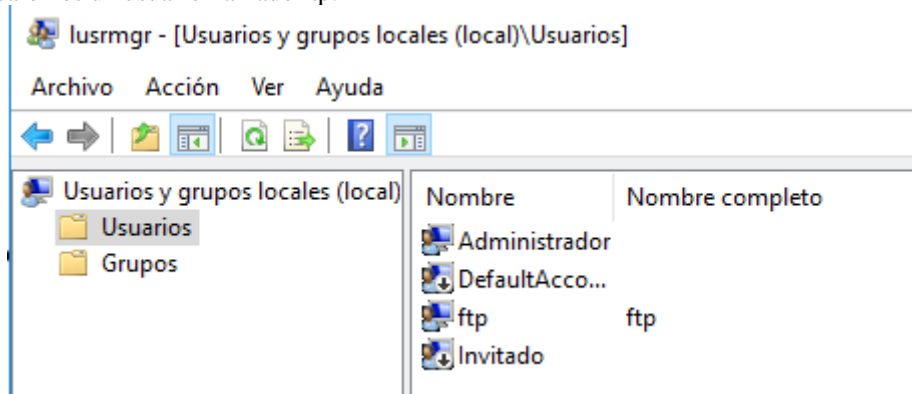 lusrmgr - [Usuarios y grupos locales (local)\Usuarios]
Archivo Acción Ver Ayuda
Usuarios y grupos locales (local)
Usuarios
Grupos
Nombre Nombre completo
Administrador
DefaultAcco...
ftp ftp
Invitado